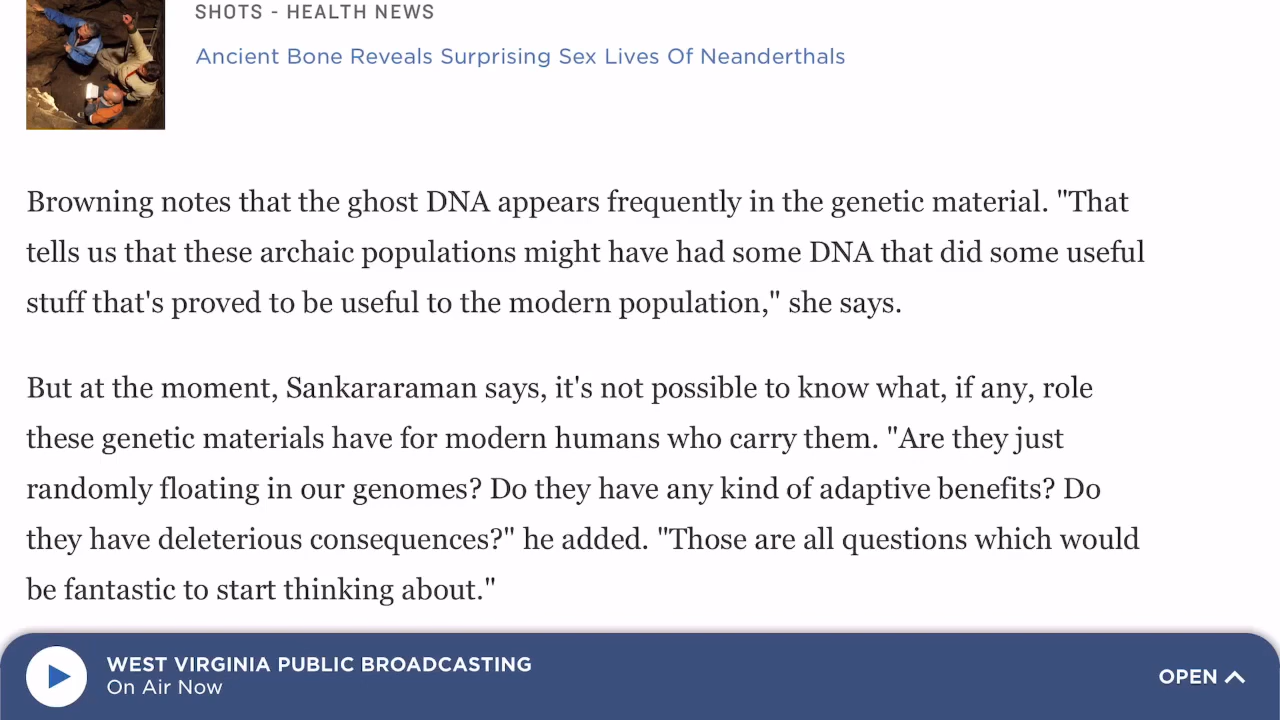 SHOTS - HEALTH NEWS
Ancient Bone Reveals Surprising Sex Lives Of Neanderthals
Browning notes that the ghost DNA appears frequently in the genetic material. "That
tells us that these archaic populations might have had some DNA that did some useful
stuff that's proved to be useful to the modern population," she says.
But at the moment, Sankararaman says, it's not possible to know what, if any, role
these genetic materials have for modern humans who carry them. "Are they just
randomly floating in our genomes? Do they have any kind of adaptive benefits? Do
they have deleterious consequences?" he added. "Those are all questions which would
be fantastic to start thinking about."
WEST VIRGINIA PUBLIC BROADCASTING
On Air Now
OPEN